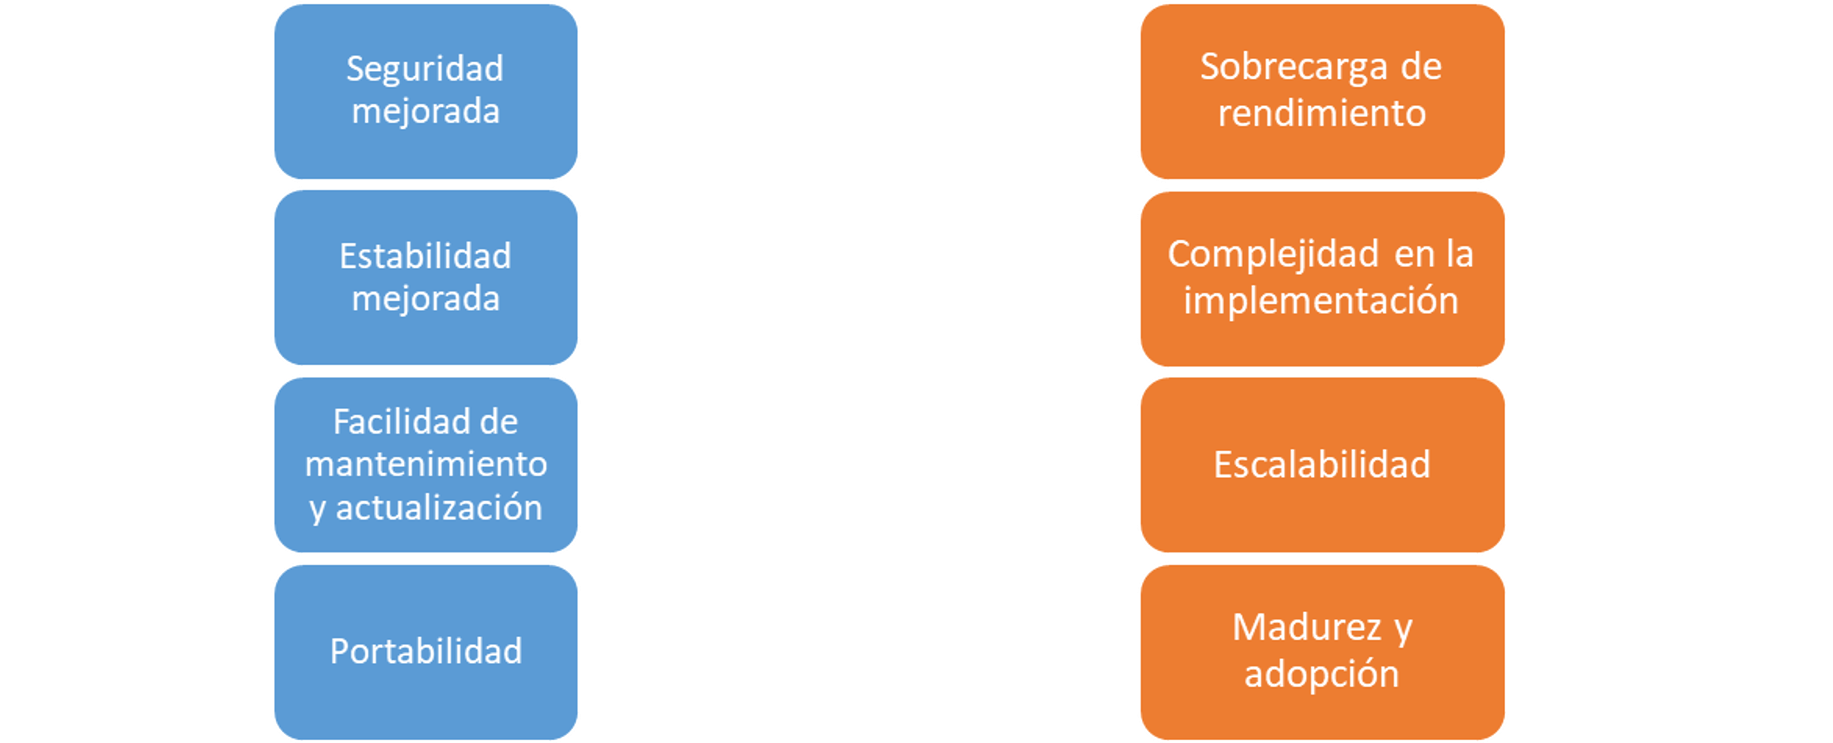 Seguridad
mejorada
Estabilidad
mejorada
Facilidad de
mantenimiento
y actualización
Portabilidad
Sobrecarga de
rendimiento
Complejidad en la
implementación
Escalabilidad
Madurez y
adopción